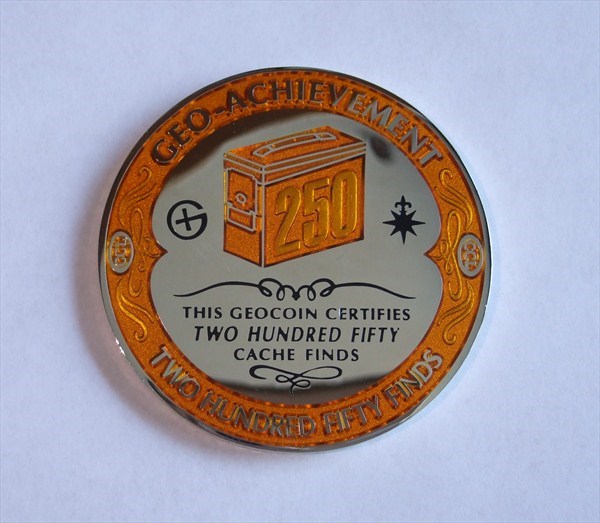 GEO-ACHIEVEMENT
250
THIS GEOCOIN CERTIFIES
TWO HUNDRED FIFTY
CACHE FINDS
TWO HUNDRED FIFTY FINDS